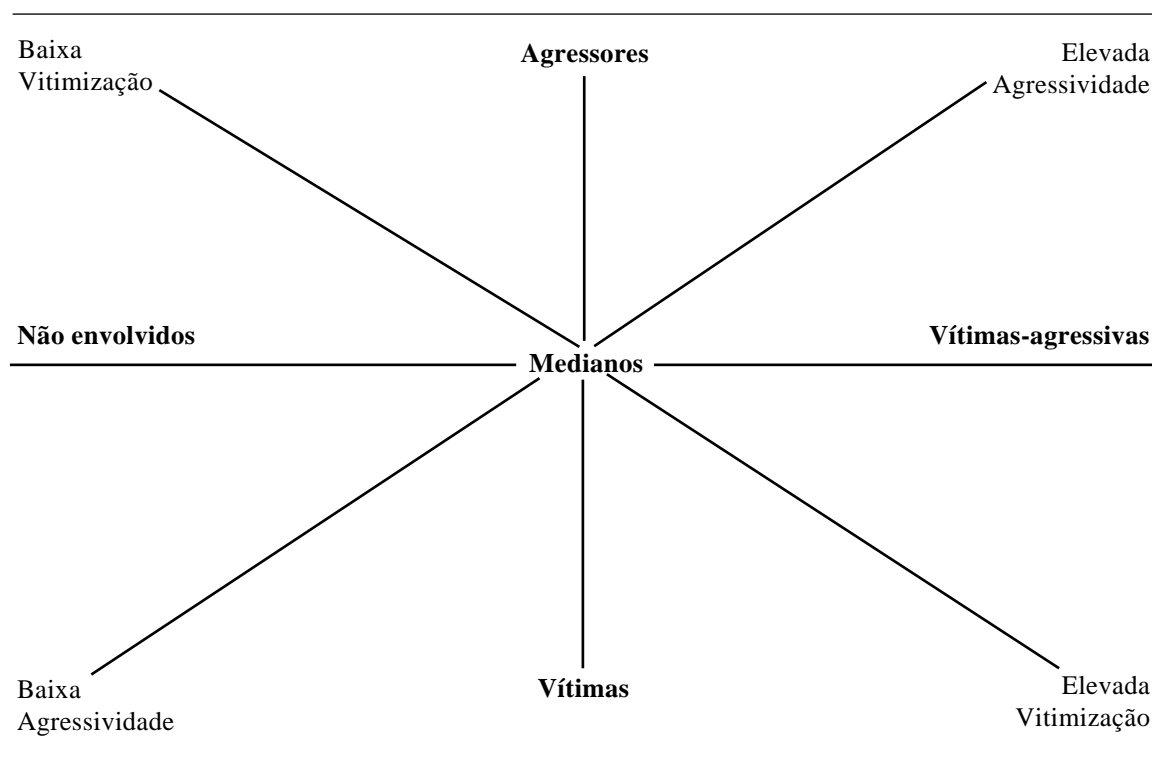 Baixa
Vitimização
Agressores
Elevada
Agressividade
Não envolvidos
Vítimas-agressivas
Medianos
Baixa
Agressividade
Vítimas
Elevada
Vitimização